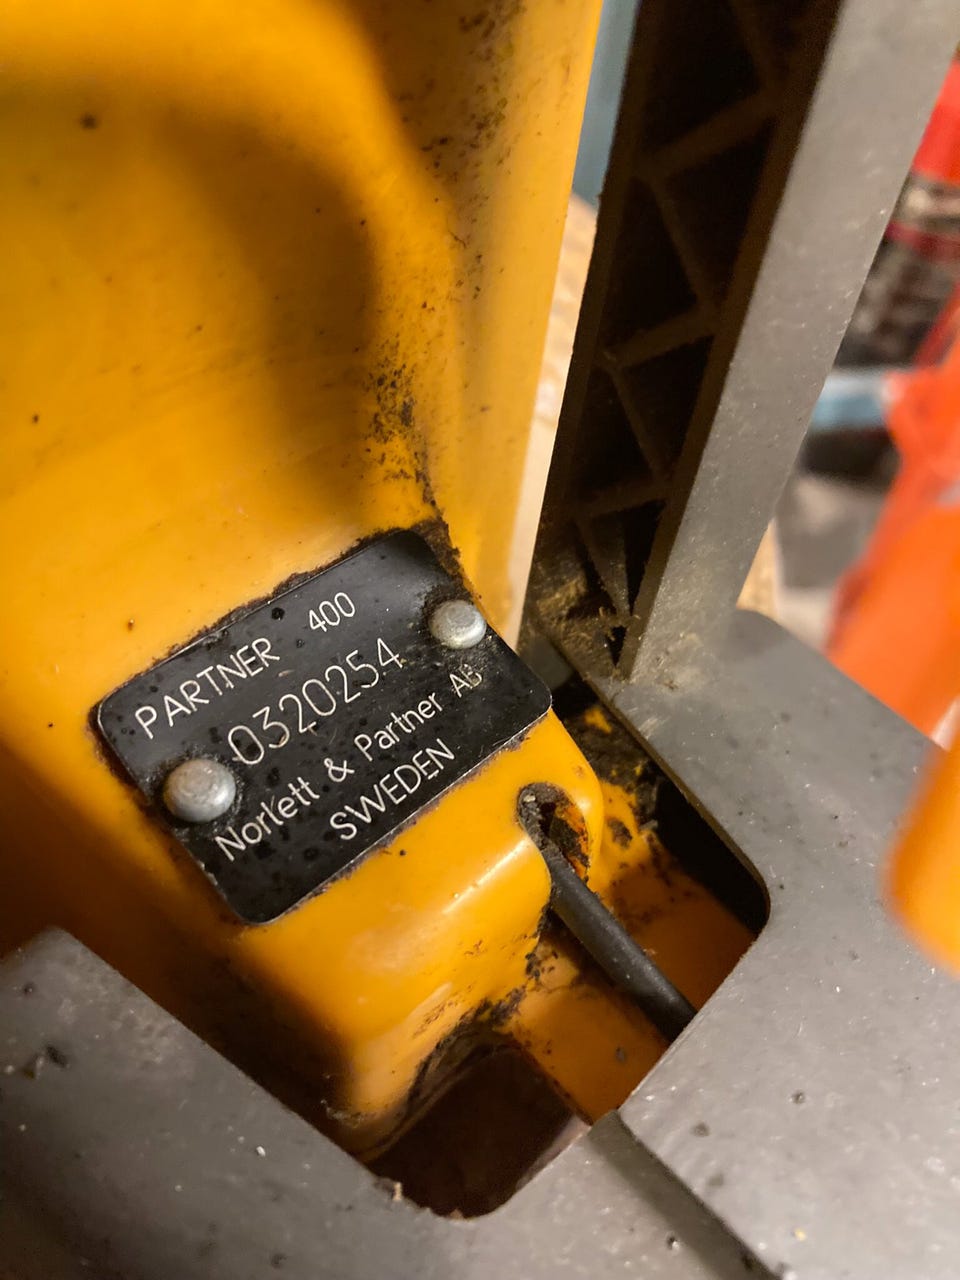 PARTNER 400
0320254
Norlett & Partner AB
SWEDEN